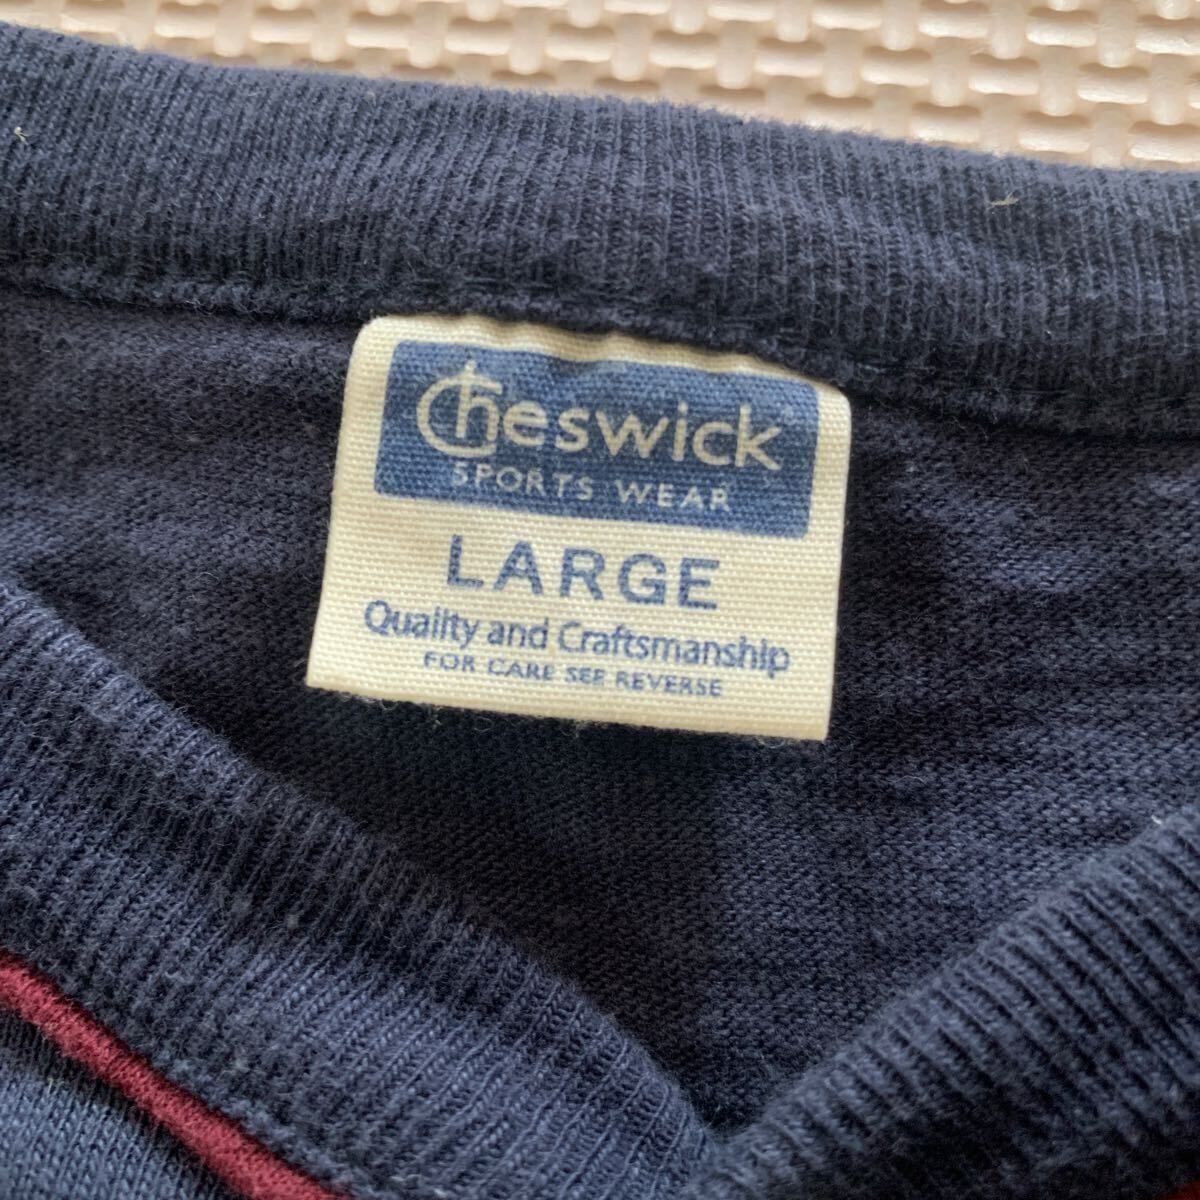 Cheswick
SPORTS WEAR
LARGE
Quality and Craftsmanship
FOR CARE SEE REVERSE